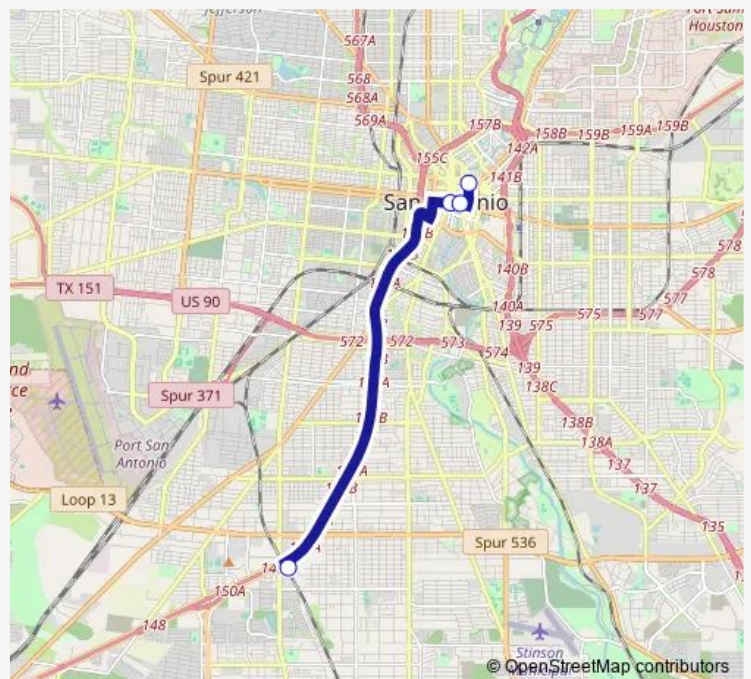 Jefferson
Houston
567A
Spur 421
568
568A
569A
157B
158B 159B 159A 159B
142A
155C
141B
San nio
578
578
140B
TX 151
US 90
577
140A
575
577
139 575
572 572 573
574
139
Spur 371
138C
138B
138A
Port San
Antonio
137
137
Loop 13
135
Spur 536
14
150A
148
Stinson
© OpenStreetMap contributors